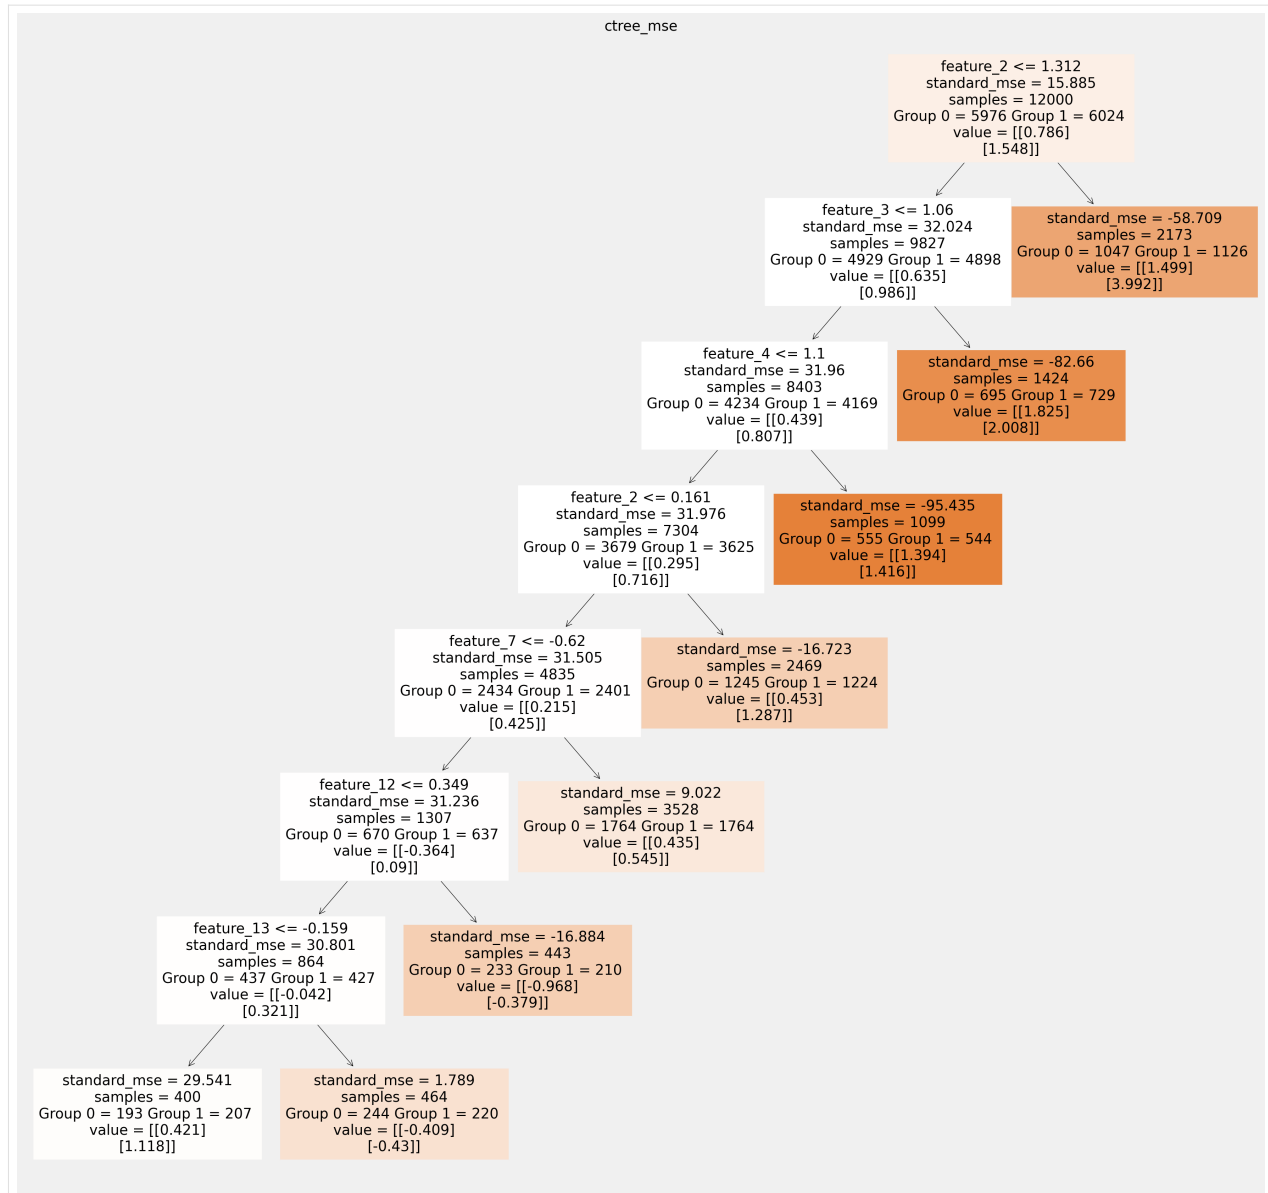 ctree_mse
feature_2 <= 1.312
standard_mse = 15.885
samples = 12000
Group 0 = 5976 Group 1 = 6024
value = [[0.786]
[1.548]]
feature_3 <= 1.06
standard_mse = 32.024
samples = 9827
Group 0 = 4929 Group 1 = 4898
value = [[0.635]
[0.986]]
standard_mse = -58.709
samples = 2173
Group 0 = 1047 Group 1 = 1126
value = [[1.499]
[3.992]]
feature_4 <= 1.1
standard_mse = 31.96
samples = 8403
Group 0 = 4234 Group 1 = 4169
value = [[0.439]
[0.807]]
standard_mse = -82.66
samples = 1424
Group 0 = 695 Group 1 = 729
value = [[1.825]
[2.008]]
feature_2 <= 0.161
standard_mse = 31.976
samples = 7304
Group 0 = 3679 Group 1 = 3625
value = [[0.295]
[0.716]]
standard_mse = -95.435
samples = 1099
Group 0 = 555 Group 1 = 544
value = [[1.394]
[1.416]]
feature_7 <= -0.62
standard_mse = 31.505
samples = 4835
Group 0 = 2434 Group 1 = 2401
value = [[0.215]
[0.425]]
standard_mse = -16.723
samples = 2469
Group 0 = 1245 Group 1 = 1224
value = [[0.453]
[1.287]]
feature_12 <= 0.349
standard_mse = 31.236
samples = 1307
Group 0 = 670 Group 1 = 637
value = [[-0.364]
[0.09]]
standard_mse = 9.022
samples = 3528
Group 0 = 1764 Group 1 = 1764
value = [[0.435]
[0.545]]
feature_13 <= -0.159
standard_mse = 30.801
samples = 864
Group 0 = 437 Group 1 = 427
value = [[-0.042]
[0.321]]
standard_mse = -16.884
samples = 443
Group 0 = 233 Group 1 = 210
value = [[-0.968]
[-0.379]]
standard_mse = 29.541
samples = 400
Group 0 = 193 Group 1 = 207
value = [[0.421]
[1.118]]
standard_mse = 1.789
samples = 464
Group 0 = 244 Group 1 = 220
value = [[-0.409]
[-0.43]]